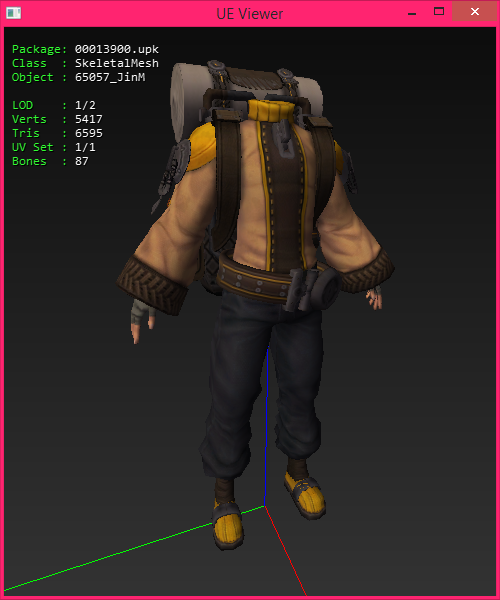 UE Viewer
Package: 00013900.upk
Class  : SkeletalMesh
Object : 65057_JinM
LOD    : 1/2
Verts  : 5417
Tris   : 6595
UV Set : 1/1
Bones  : 87